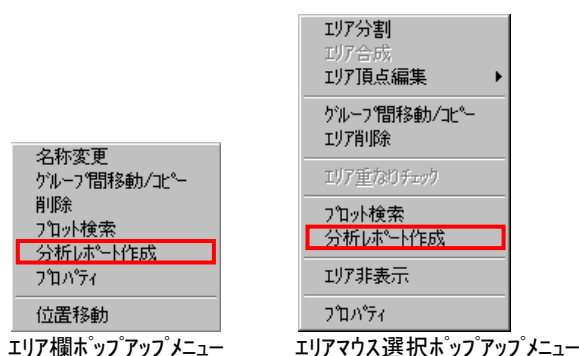 名称変更
ｸﾞﾙｰﾌﾟ間移動/ｺﾋﾟｰ
削除
ﾌﾟﾛｯﾄ検索
分析ﾚﾎﾟｰﾄ作成
ﾌﾟﾛﾊﾟﾃｨ
位置移動
ｴﾘｱ欄ﾎﾟｯﾌﾟｱｯﾌﾟﾒﾆｭｰ
ｴﾘｱ分割
ｴﾘｱ合成
ｴﾘｱ頂点編集
ｸﾞﾙｰﾌﾟ間移動/ｺﾋﾟｰ
ｴﾘｱ削除
ｴﾘｱ重なりﾁｪｯｸ
ﾌﾟﾛｯﾄ検索
分析ﾚﾎﾟｰﾄ作成
ｴﾘｱ非表示
ﾌﾟﾛﾊﾟﾃｨ
ｴﾘｱﾏｳｽ選択ﾎﾟｯﾌﾟｱｯﾌﾟﾒﾆｭｰ